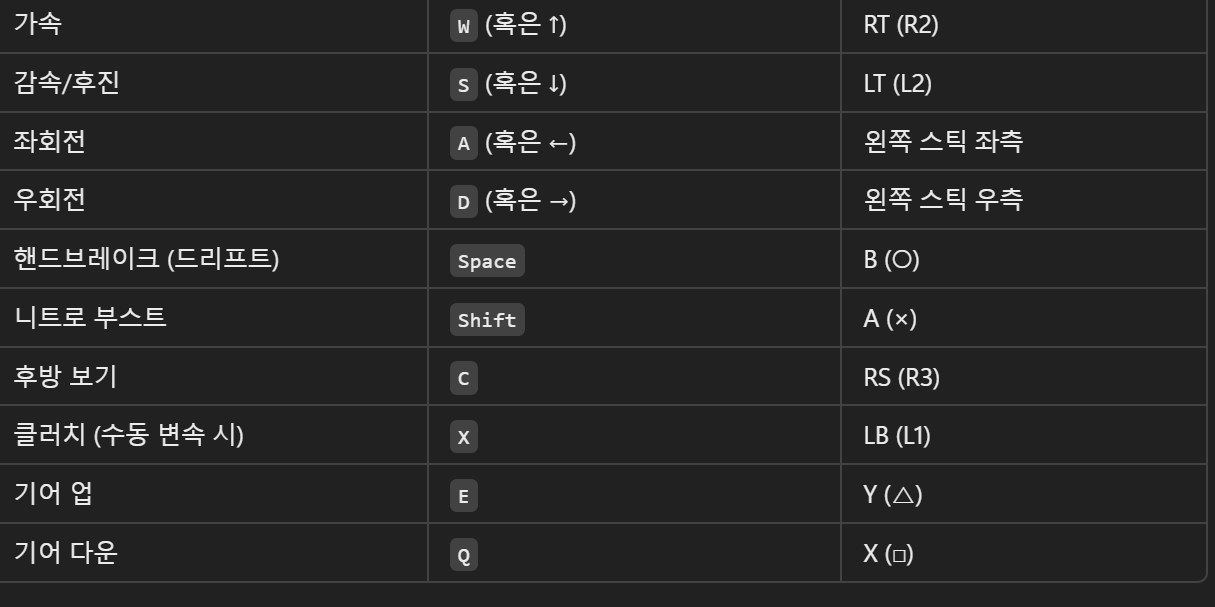 가속 W (혹은 ↑) RT (R2)
감속/후진 S (혹은 ↓) LT (L2)
좌회전 A (혹은 ←) 왼쪽 스틱 좌측
우회전 D (혹은 →) 왼쪽 스틱 우측
핸드브레이크 (드리프트) Space B (○)
니트로 부스트 Shift A (×)
후방 보기 C RS (R3)
클러치 (수동 변속 시) X LB (L1)
기어 업 E Y (△)
기어 다운 Q X (□)